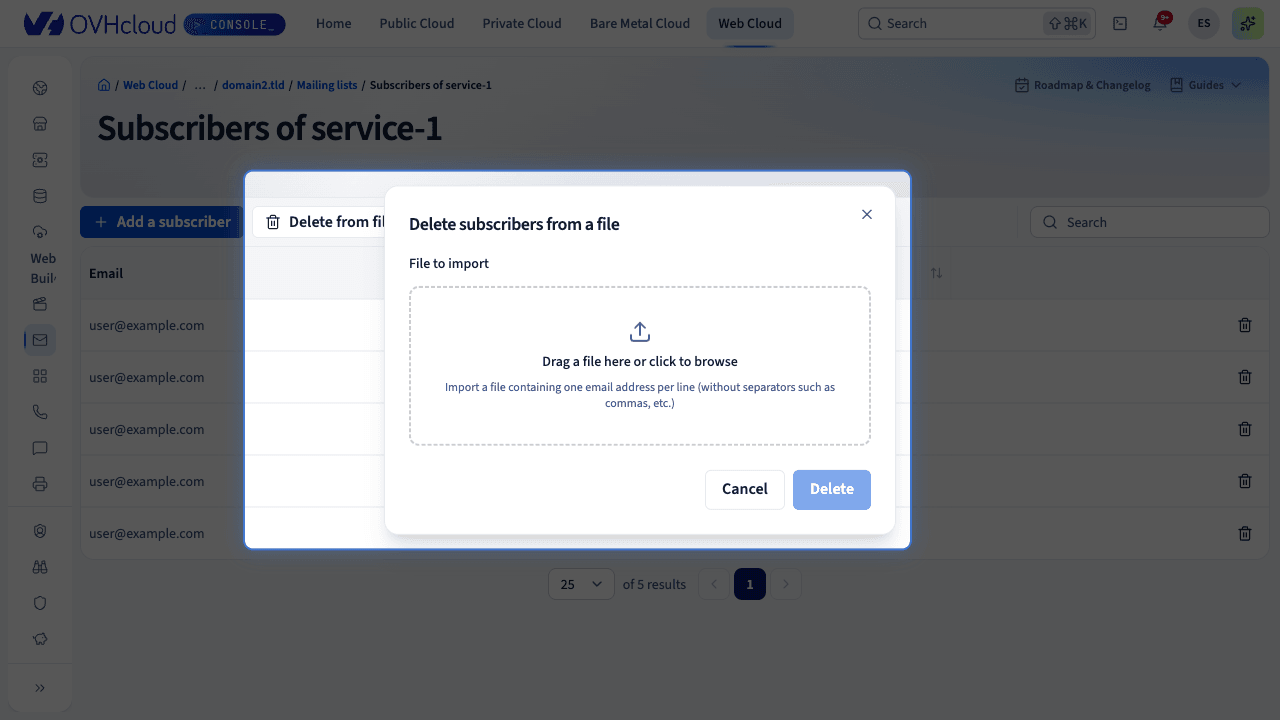 OVHcloud CONSOLE_
Home
Public Cloud
Private Cloud
Bare Metal Cloud
Web Cloud
Search
⇧⌘K
9+
ES
/ Web Cloud / ... / domain2.tld / Mailing lists / Subscribers of service-1
Roadmap & Changelog
Guides
Subscribers of service-1
Web
Buil
+ Add a subscriber
Delete from fil
Search
Email
user@example.com
user@example.com
user@example.com
user@example.com
user@example.com
Delete subscribers from a file
File to import
Drag a file here or click to browse
Import a file containing one email address per line (without separators such as
commas, etc.)
Cancel
Delete
25
of 5 results
1